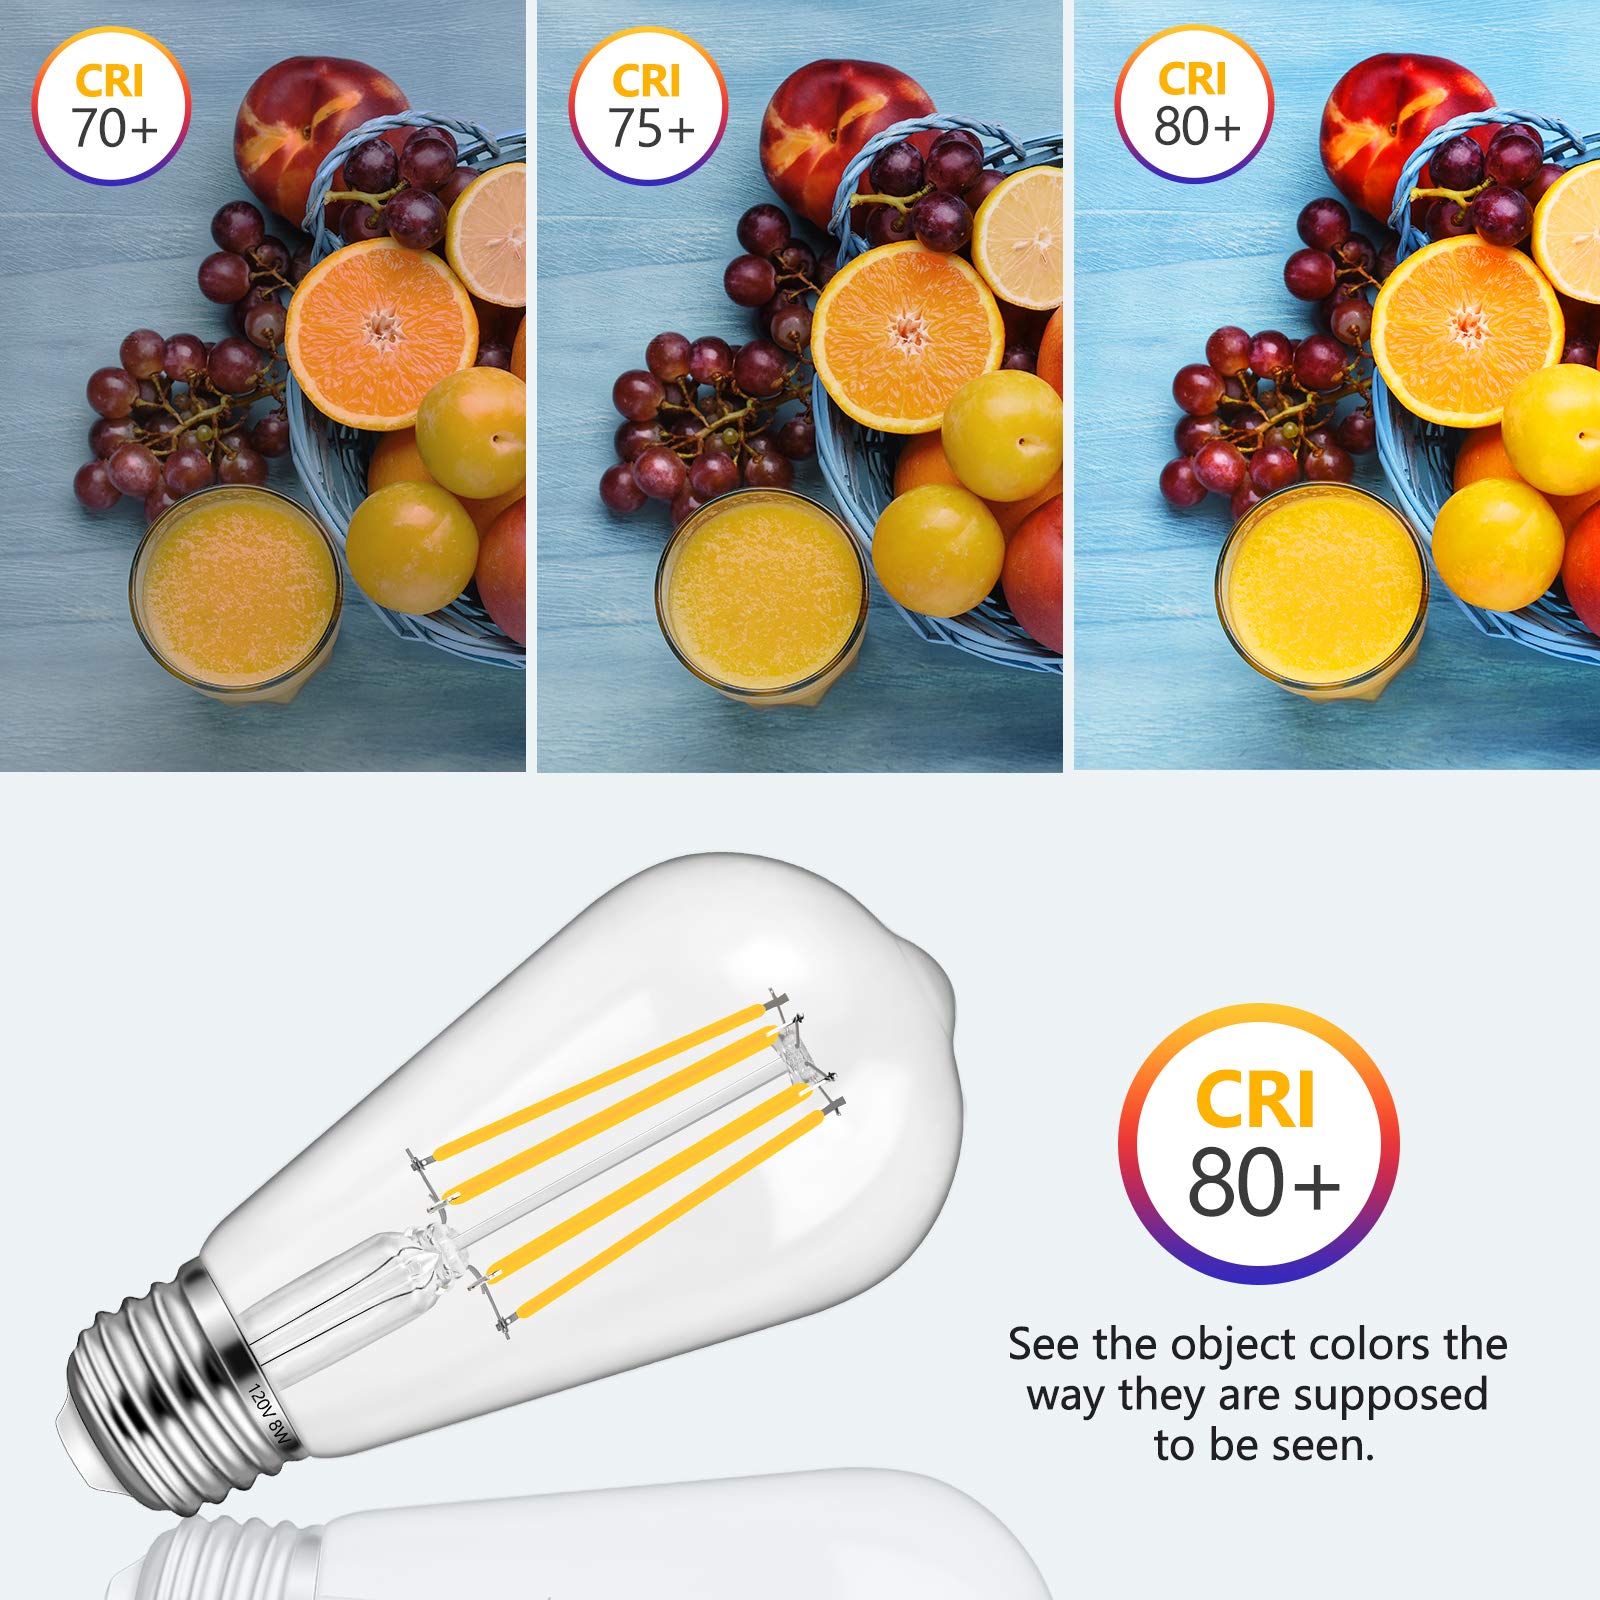 CRI
70+
CRI
75+
CRI
80+
120V 8W
CRI
80+
See the object colors the
way they are supposed
to be seen.